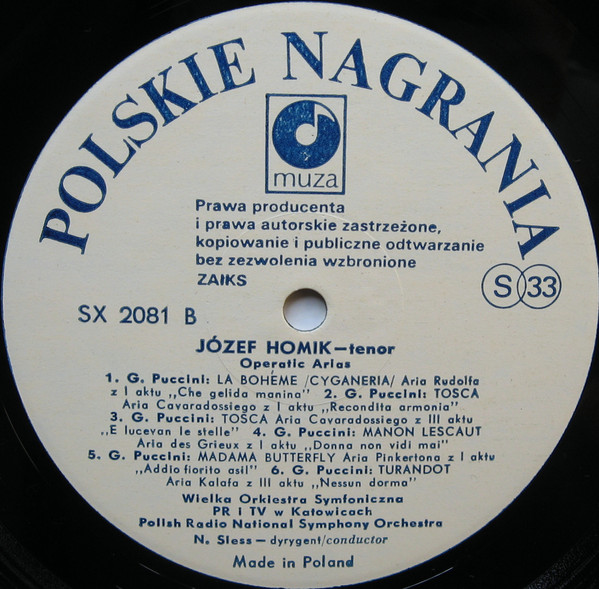 POLSKIE NAGRANIA
muza
Prawa producenta
i prawa autorskie zastrzeżone,
kopiowanie i publiczne odtwarzanie
bez zezwolenia wzbronione
ZAIKS
S 33
SX 2081 B
JÓZEF HOMIK—tenor
Operatic Arias
1. G. Puccini: LA BOHÉME /CYGANERIA/ Aria Rudolfa
z I aktu „Che gelida manina" 2. G. Puccini: TOSCA
Aria Cavaradossiego z I aktu „Recondita armonia"
3. G. Puccini: TOSCA Aria Cavaradossiego z III aktu
„E lucevan le stelle" 4. G. Puccini: MANON LESCAUT
Aria des Grieux z I aktu „Donna non vidi mai"
5. G. Puccini: MADAMA BUTTERFLY Aria Pinkertona z I aktu
„Addio fiorito asil" 6. G. Puccini: TURANDOT
Aria Kalafa z III aktu „Nessun dorma"
Wielka Orkiestra Symfoniczna
PR I TV w Katowicach
Polish Radio National Symphony Orchestra
N. Sless — dyrygent/conductor
Made in Poland